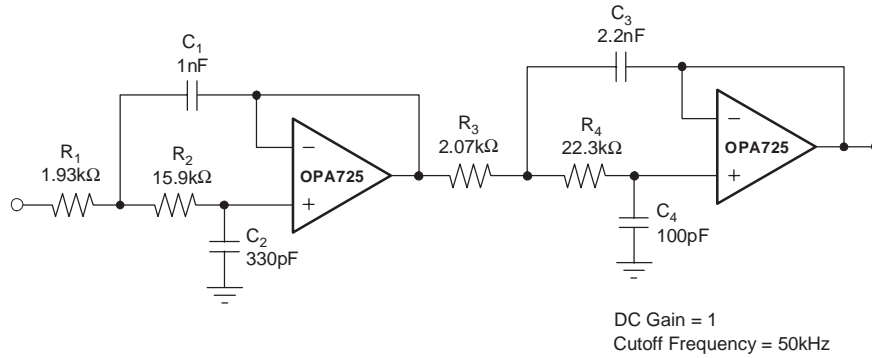 C3
2.2nF
C1
1nF
R3
2.07kΩ
R4
22.3kΩ
−
OPA725
+
R1
1.93kΩ
R2
15.9kΩ
−
OPA725
+
C4
100pF
C2
330pF
DC Gain = 1
Cutoff Frequency = 50kHz